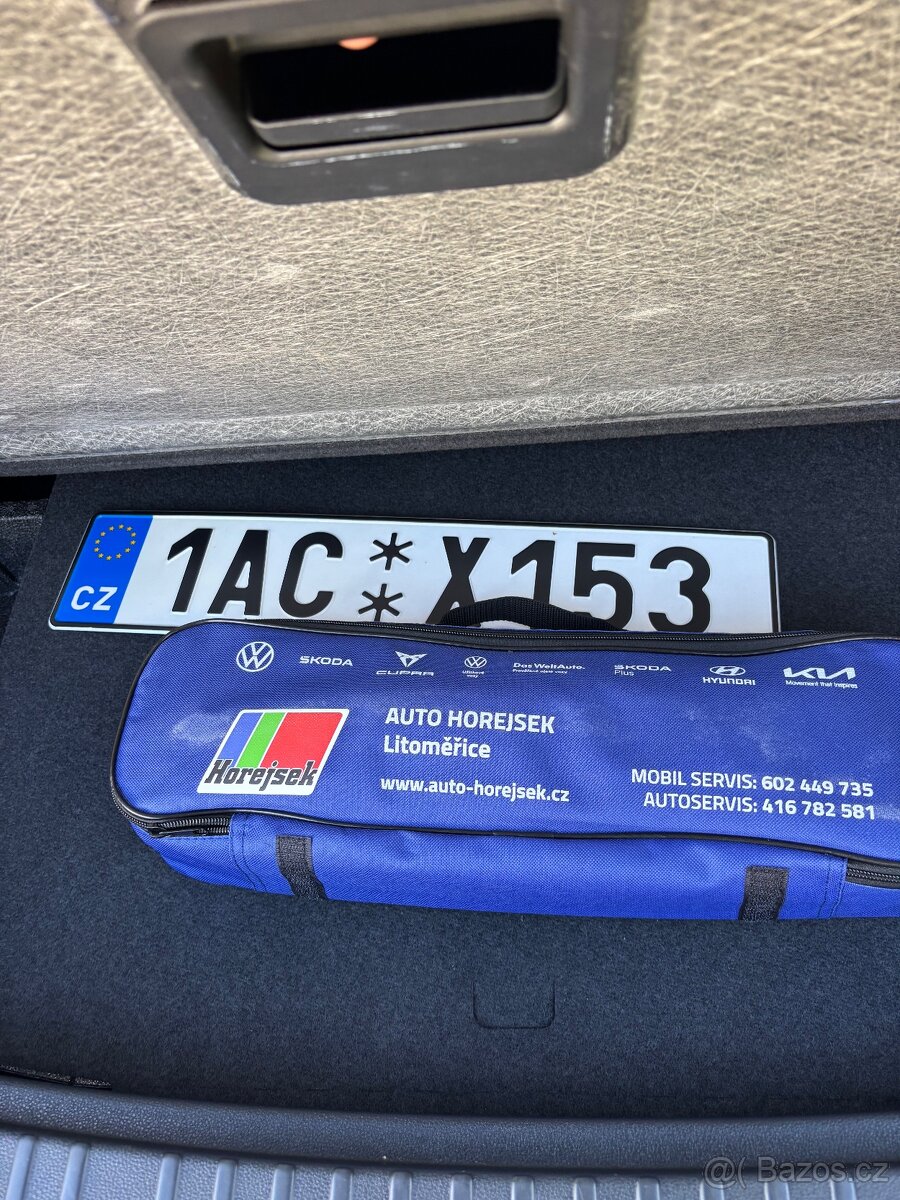 CZ
1AC X153
SKODA CUPRA Das WeltAuto. SKODA Plus HYUNDAI KIA
Movement that inspires
Horejsek
AUTO HOREJSEK
Litoměřice
www.auto-horejsek.cz
MOBIL SERVIS: 602 449 735
AUTOSERVIS: 416 782 581
@( Bazos.cz